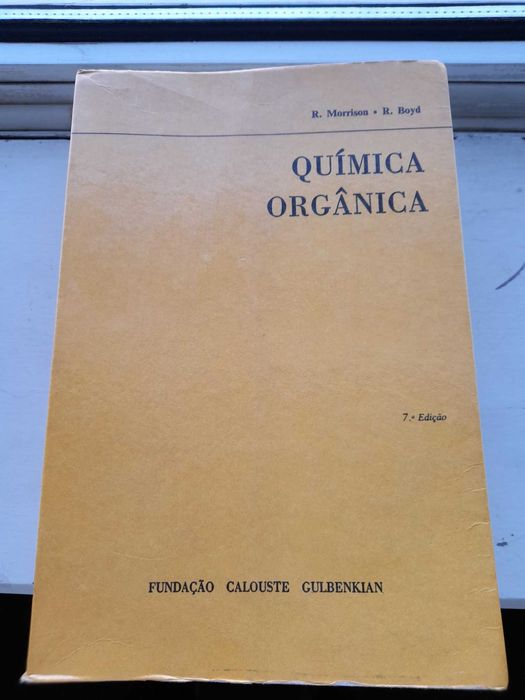 R. Morrison • R. Boyd
QUÍMICA
ORGÂNICA
7.ª Edição
FUNDAÇÃO CALOUSTE GULBENKIAN